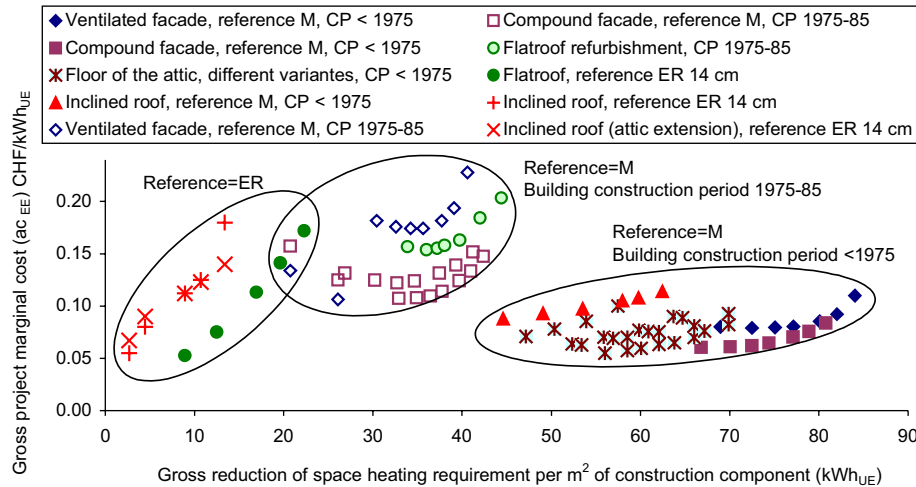 Ventilated facade, reference M, CP < 1975
Compound facade, reference M, CP < 1975
Floor of the attic, different variantes, CP < 1975
Inclined roof, reference M, CP < 1975
Ventilated facade, reference M, CP 1975-85
Compound facade, reference M, CP 1975-85
Flatroof refurbishment, CP 1975-85
Flatroof, reference ER 14 cm
Inclined roof, reference ER 14 cm
Inclined roof (attic extension), reference ER 14 cm
Gross project marginal cost (ac EE) CHF/kWhUE
0.20
0.15
0.10
0.05
0.00
Reference=ER
Reference=M
Building construction period 1975-85
Reference=M
Building construction period <1975
0 10 20 30 40 50 60 70 80 90
Gross reduction of space heating requirement per m2 of construction component (kWhUE)